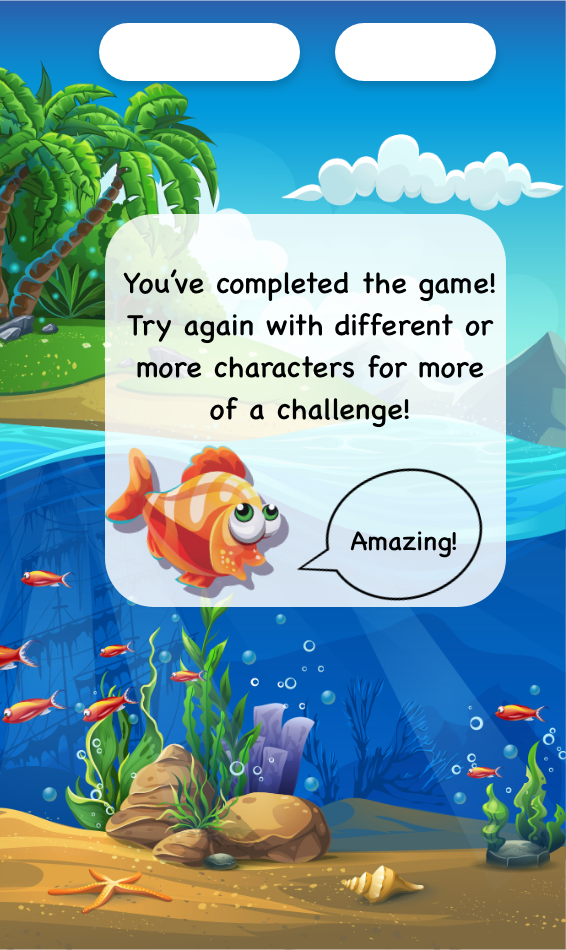 You've completed the game!
Try again with different or
more characters for more
of a challenge!
Amazing!